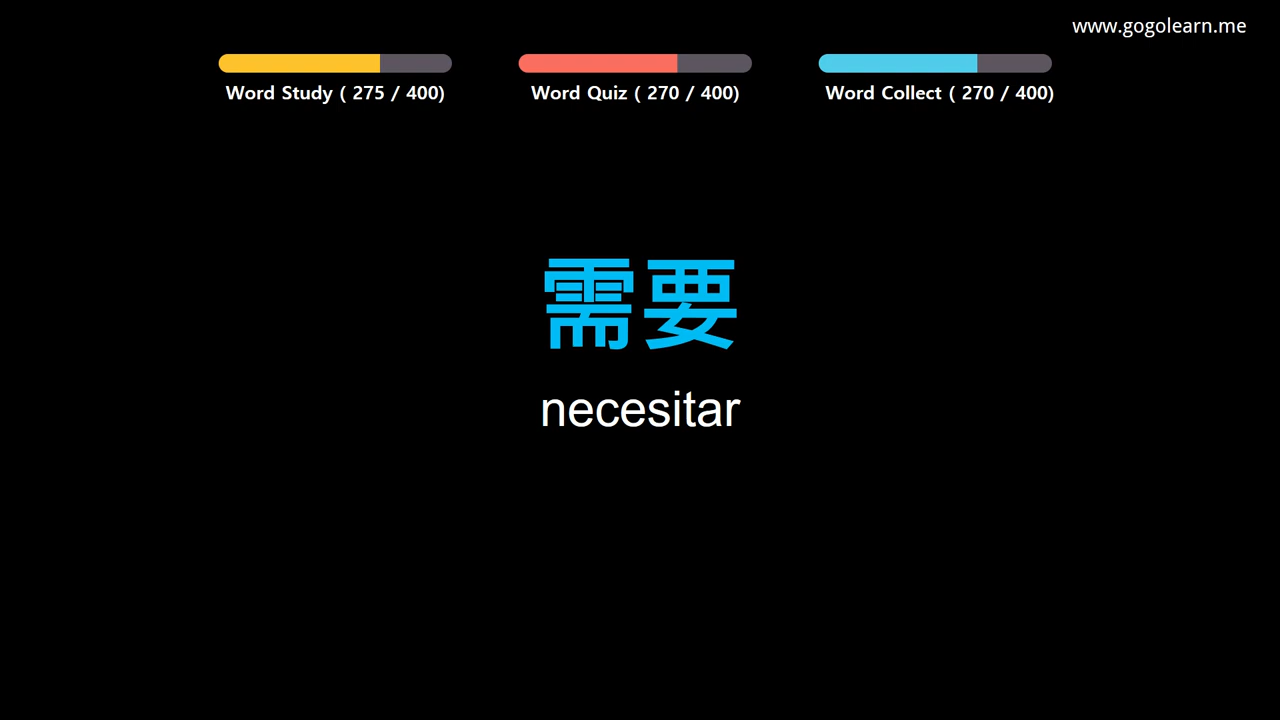 www.gogolearn.me
Word Study ( 275 / 400)
Word Quiz ( 270 / 400)
Word Collect ( 270 / 400)
需要
necesitar